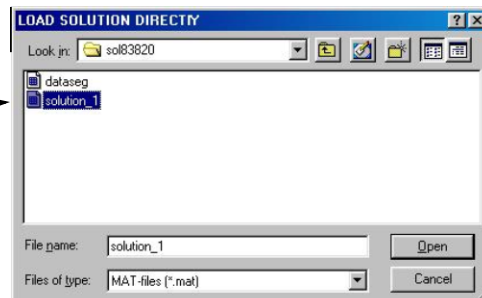 LOAD SOLUTION DIRECTIY
Look in: sol83820
dataseg
solution_1
File name: solution_1 Open
Files of type: MAT-files (*.mat) Cancel